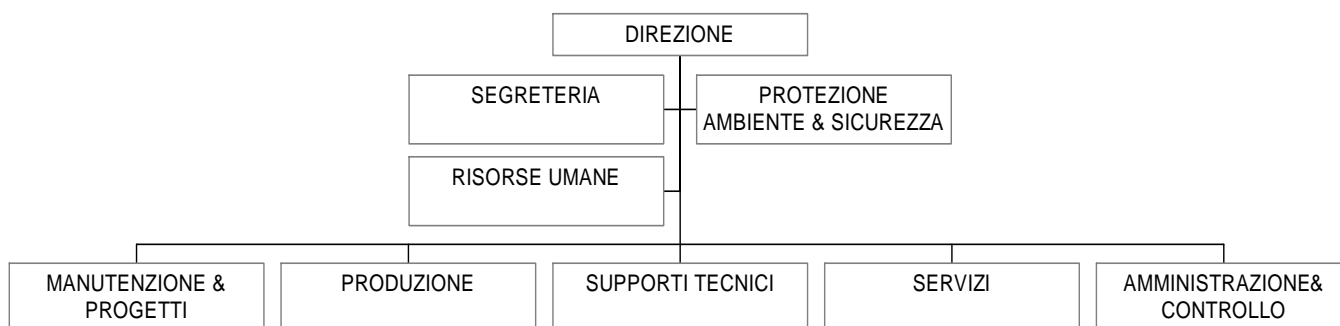 DIREZIONE
SEGRETERIA
PROTEZIONE
AMBIENTE & SICUREZZA
RISORSE UMANE
MANUTENZIONE &
PROGETTI
PRODUZIONE
SUPPORTI TECNICI
SERVIZI
AMMINISTRAZIONE&
CONTROLLO